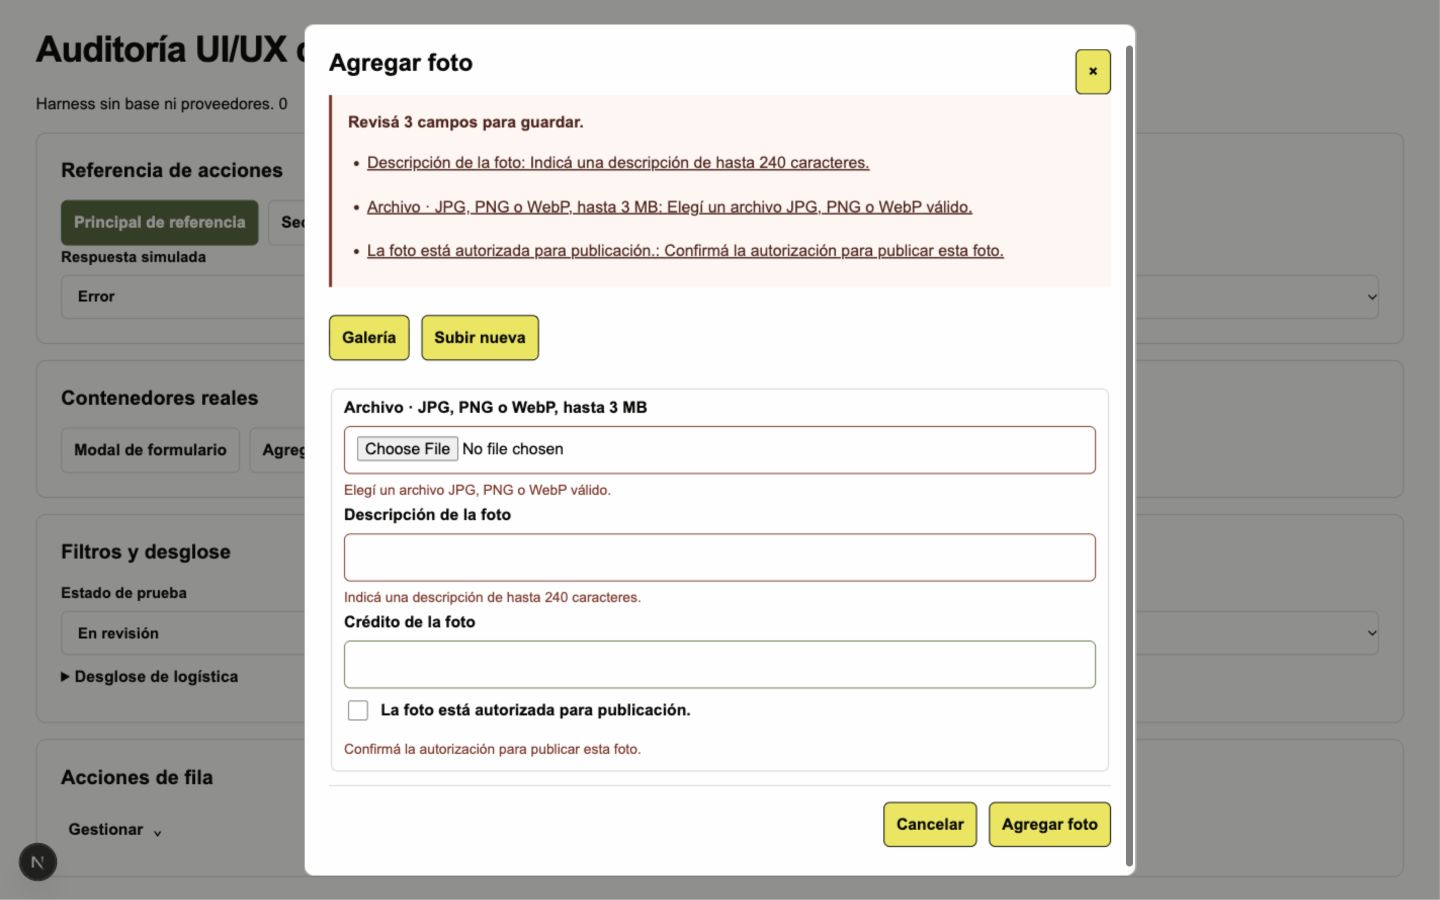 Auditoría UI/UX
Harness sin base ni proveedores. 0
Referencia de acciones
Principal de referencia
Respuesta simulada
Error
Contenedores reales
Modal de formulario
Filtros y desglose
Estado de prueba
En revisión
Desglose de logística
Acciones de fila
Gestionar
N
Agregar foto
×
Revisá 3 campos para guardar.
• Descripción de la foto: Indicá una descripción de hasta 240 caracteres.
• Archivo · JPG, PNG o WebP, hasta 3 MB: Elegí un archivo JPG, PNG o WebP válido.
• La foto está autorizada para publicación.: Confirmá la autorización para publicar esta foto.
Galería Subir nueva
Archivo · JPG, PNG o WebP, hasta 3 MB
Choose File No file chosen
Elegí un archivo JPG, PNG o WebP válido.
Descripción de la foto
Indicá una descripción de hasta 240 caracteres.
Crédito de la foto
La foto está autorizada para publicación.
Confirmá la autorización para publicar esta foto.
Cancelar Agregar foto